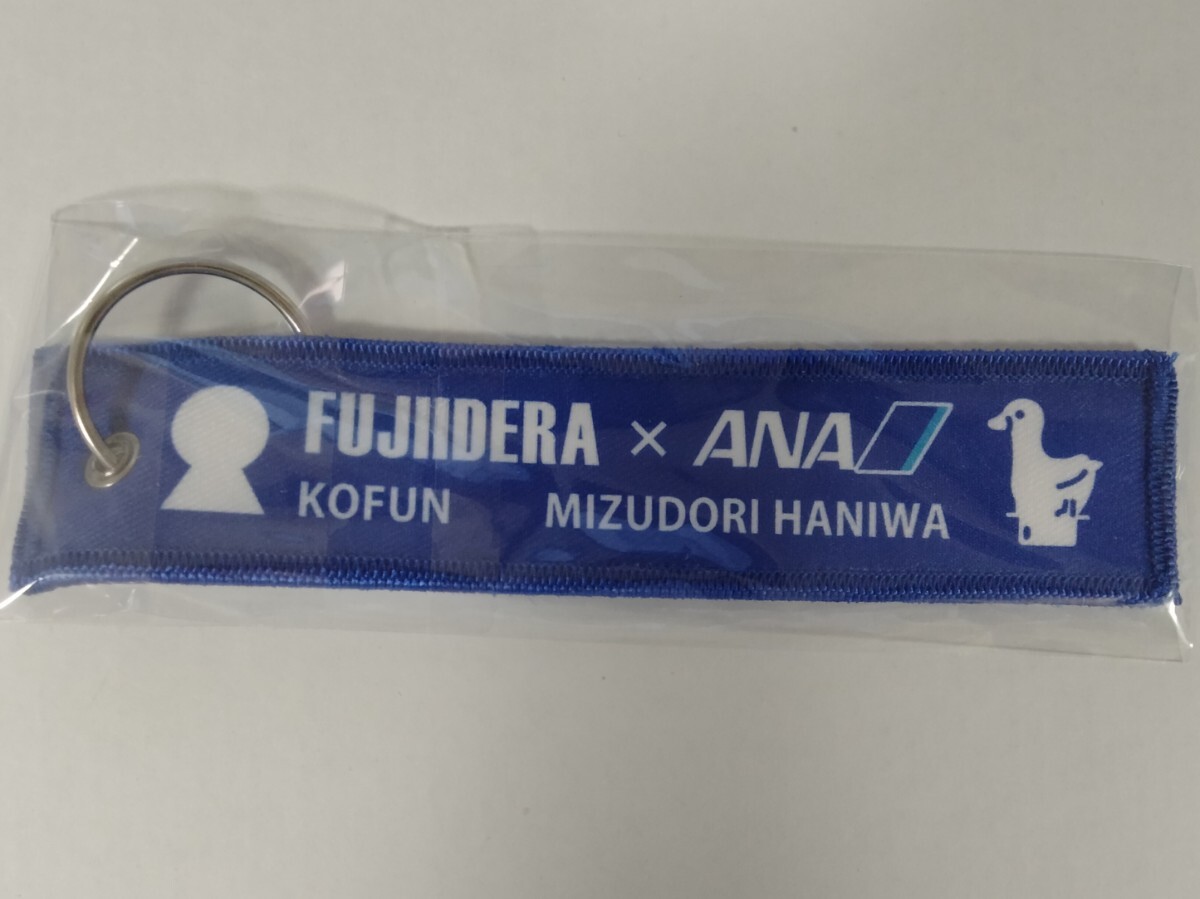 FUJIIDERA × ANA
KOFUN MIZUDORI HANIWA